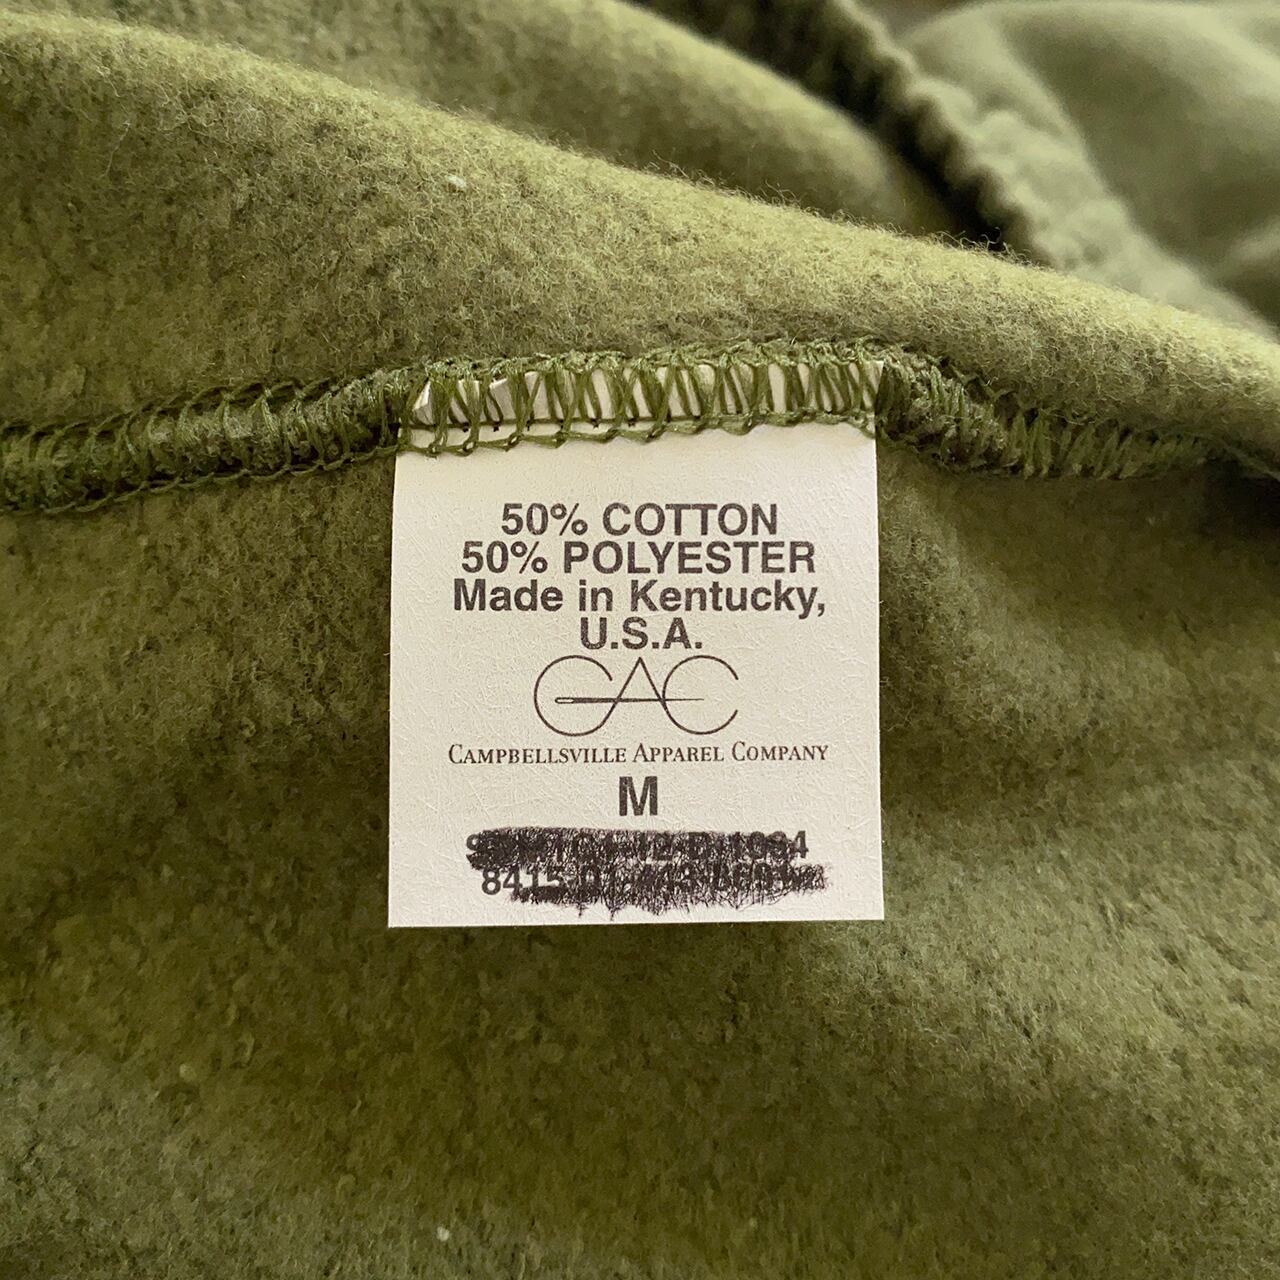 50% COTTON
50% POLYESTER
Made in Kentucky,
U.S.A.
CAC
CAMPBELLSVILLE APPAREL COMPANY
M